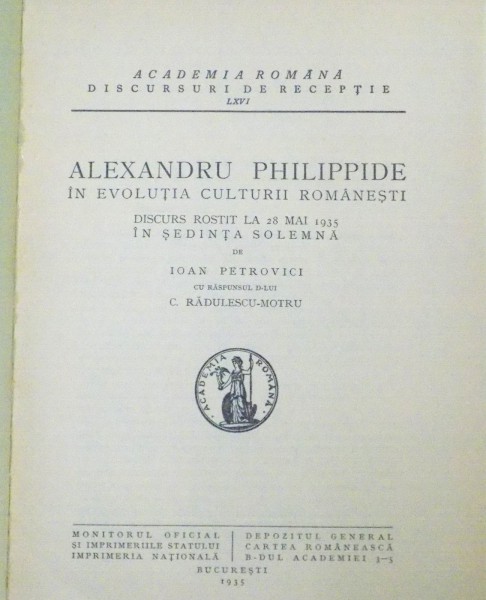 ACADEMIA ROMÂNĂ
DISCURSURI DE RECEPȚIE
LXVI
ALEXANDRU PHILIPPIDE
ÎN EVOLUȚIA CULTURII ROMÂNEȘTI
DISCURS ROSTIT LA 28 MAI 1935
ÎN ȘEDINȚA SOLEMNĂ
DE
IOAN PETROVICI
CU RĂSPUNSUL D-LUI
C. RĂDULESCU-MOTRU
ACADEMIA ROMÂNĂ
MONITORUL OFICIAL
ȘI IMPRIMERIILE STATULUI
IMPRIMERIA NAȚIONALĂ
DEPOZITUL GENERAL
CARTEA ROMÂNEASCĂ
B-DUL ACADEMIEI 3–5
BUCUREȘTI
1935